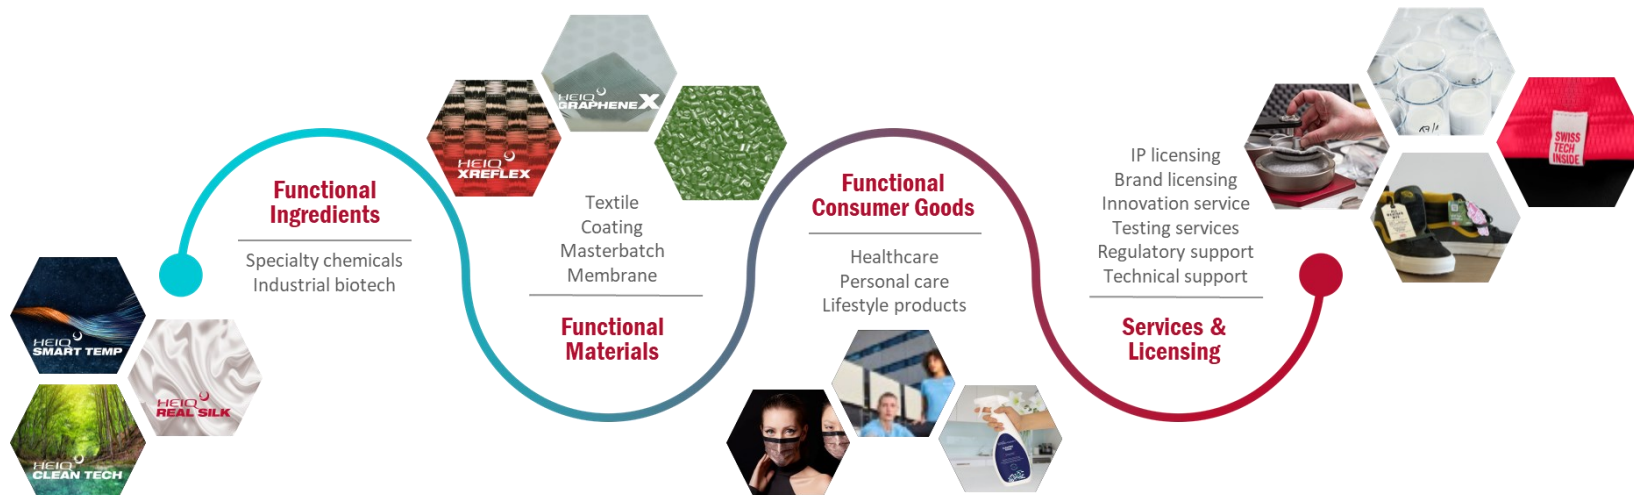 Functional
Ingredients
Specialty chemicals
Industrial biotech
HEIQ
SMART TEMP
HEIQ
REAL SILK
HEIQ
CLEAN TECH
HEIQ
XREFLEX
HEIQ
GRAPHENE X
Textile
Coating
Masterbatch
Membrane
Functional
Materials
Functional
Consumer Goods
Healthcare
Personal care
Lifestyle products
IP licensing
Brand licensing
Innovation service
Testing services
Regulatory support
Technical support
Services &
Licensing
SWISS
TECH
INSIDE